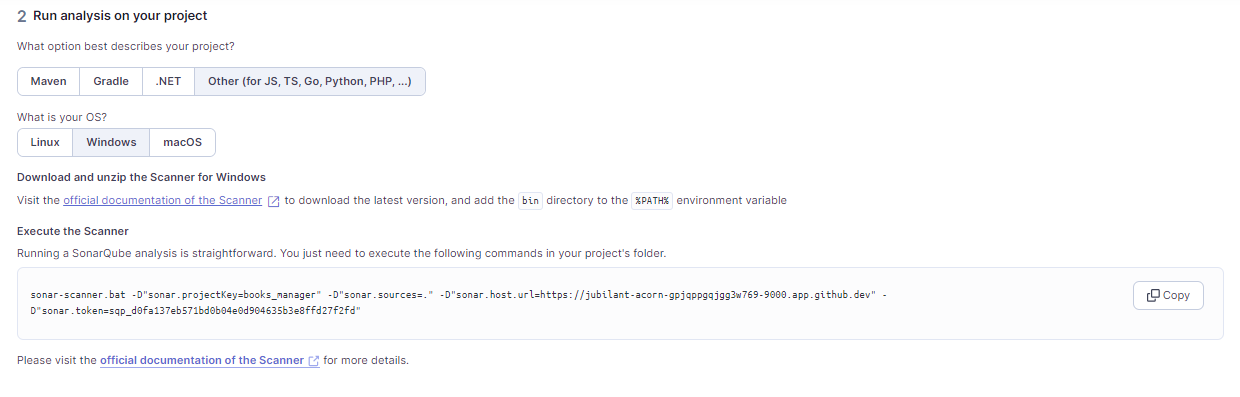 2 Run analysis on your project
What option best describes your project?
Maven Gradle .NET Other (for JS, TS, Go, Python, PHP, ...)
What is your OS?
Linux Windows macOS
Download and unzip the Scanner for Windows
Visit the official documentation of the Scanner to download the latest version, and add the bin directory to the %PATH% environment variable
Execute the Scanner
Running a SonarQube analysis is straightforward. You just need to execute the following commands in your project's folder.
sonar-scanner.bat -D"sonar.projectKey=books_manager" -D"sonar.sources=." -D"sonar.host.url=https://jubilant-acorn-gpjqppgqjgg3w769-9000.app.github.dev" -
D"sonar.token=sqp_d0fa137eb571bd0b04e0d904635b3e8ffd27f2fd"
Copy
Please visit the official documentation of the Scanner for more details.